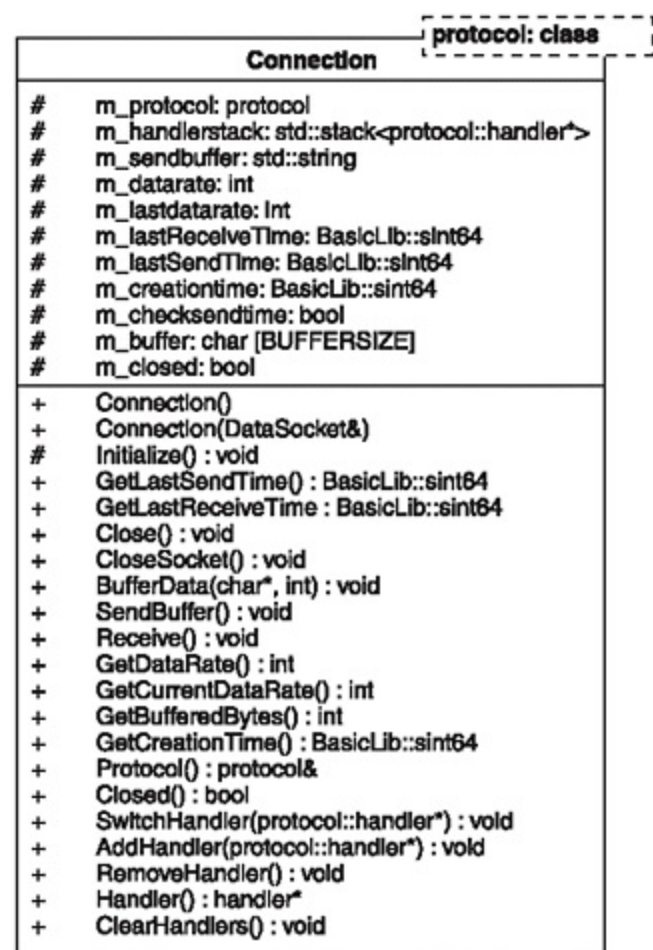 protocol: class
Connection
# m_protocol: protocol
# m_handlerstack: std::stack<protocol::handler*>
# m_sendbuffer: std::string
# m_datarate: int
# m_lastdatarate: int
# m_lastReceiveTime: BasicLib::sint64
# m_lastSendTime: BasicLib::sint64
# m_creationtime: BasicLib::sint64
# m_checksendtime: bool
# m_buffer: char [BUFFERSIZE]
# m_closed: bool
+ Connection()
+ Connection(DataSocket&)
# Initialize() : void
+ GetLastSendTime() : BasicLib::sint64
+ GetLastReceiveTime : BasicLib::sint64
+ Close() : void
+ CloseSocket() : void
+ BufferData(char*, int) : void
+ SendBuffer() : void
+ Receive() : void
+ GetDataRate() : int
+ GetCurrentDataRate() : int
+ GetBufferedBytes() : int
+ GetCreationTime() : BasicLib::sint64
+ Protocol() : protocol&
+ Closed() : bool
+ SwitchHandler(protocol::handler*) : void
+ AddHandler(protocol::handler*) : void
+ RemoveHandler() : void
+ Handler() : handler*
+ ClearHandlers() : void